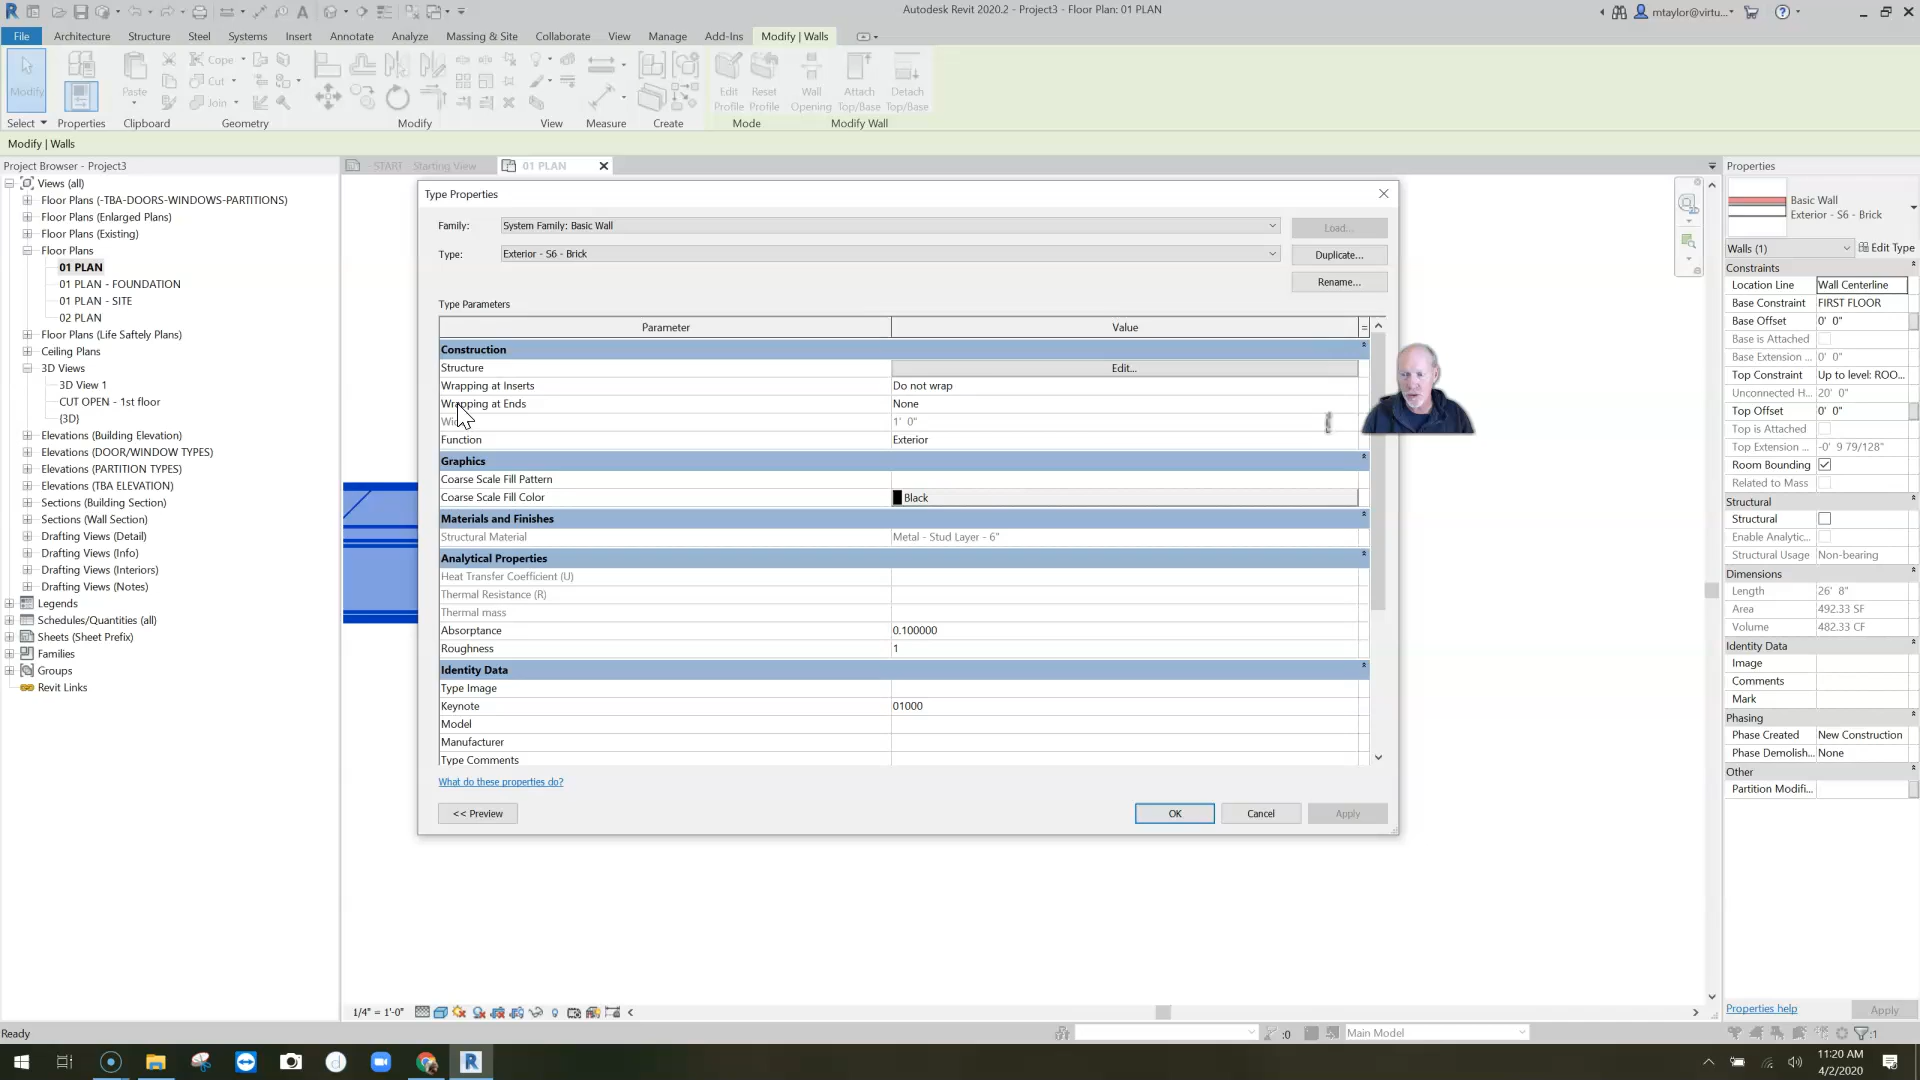 Autodesk Revit 2020.2 - Project3 - Floor Plan: 01 PLAN
mtaylor@virtu...
File Architecture Structure Steel Systems Insert Annotate Analyze Massing & Site Collaborate View Manage Add-Ins Modify | Walls
Modify
Paste
Cope
Cut
Join
Edit Profile
Reset Profile
Wall Opening
Attach Top/Base
Detach Top/Base
Select Properties Clipboard Geometry Modify View Measure Create Mode Modify Wall
Modify | Walls
Project Browser - Project3
Views (all)
Floor Plans (-TBA-DOORS-WINDOWS-PARTITIONS)
Floor Plans (Enlarged Plans)
Floor Plans (Existing)
Floor Plans
01 PLAN
01 PLAN - FOUNDATION
01 PLAN - SITE
02 PLAN
Floor Plans (Life Saftely Plans)
Ceiling Plans
3D Views
3D View 1
CUT OPEN - 1st floor
{3D}
Elevations (Building Elevation)
Elevations (DOOR/WINDOW TYPES)
Elevations (PARTITION TYPES)
Elevations (TBA ELEVATION)
Sections (Building Section)
Sections (Wall Section)
Drafting Views (Detail)
Drafting Views (Info)
Drafting Views (Interiors)
Drafting Views (Notes)
Legends
Schedules/Quantities (all)
Sheets (Sheet Prefix)
Families
Groups
Revit Links
START Starting View
01 PLAN
Type Properties
Family: System Family: Basic Wall Load...
Type: Exterior - S6 - Brick Duplicate...
Rename...
Type Parameters
Parameter Value =
Construction
Structure Edit...
Wrapping at Inserts Do not wrap
Wrapping at Ends None
1' 0"
Function Exterior
Graphics
Coarse Scale Fill Pattern
Coarse Scale Fill Color Black
Materials and Finishes
Structural Material Metal - Stud Layer - 6"
Analytical Properties
Heat Transfer Coefficient (U)
Thermal Resistance (R)
Thermal mass
Absorptance 0.100000
Roughness 1
Identity Data
Type Image
Keynote 01000
Model
Manufacturer
Type Comments
What do these properties do?
<< Preview OK Cancel Apply
Properties
Basic Wall
Exterior - S6 - Brick
Walls (1) Edit Type
Constraints
Location Line Wall Centerline
Base Constraint FIRST FLOOR
Base Offset 0' 0"
Base is Attached
Base Extension ... 0' 0"
Top Constraint Up to level: ROO...
Unconnected H... 20' 0"
Top Offset 0' 0"
Top is Attached
Top Extension ... -0' 9 79/128"
Room Bounding
Related to Mass
Structural
Structural
Enable Analytic...
Structural Usage Non-bearing
Dimensions
Length 26' 8"
Area 492.33 SF
Volume 482.33 CF
Identity Data
Image
Comments
Mark
Phasing
Phase Created New Construction
Phase Demolish... None
Other
Partition Modifi...
Properties help Apply
1/4" = 1'-0"
Ready
:0
Main Model
:1
11:20 AM
4/2/2020